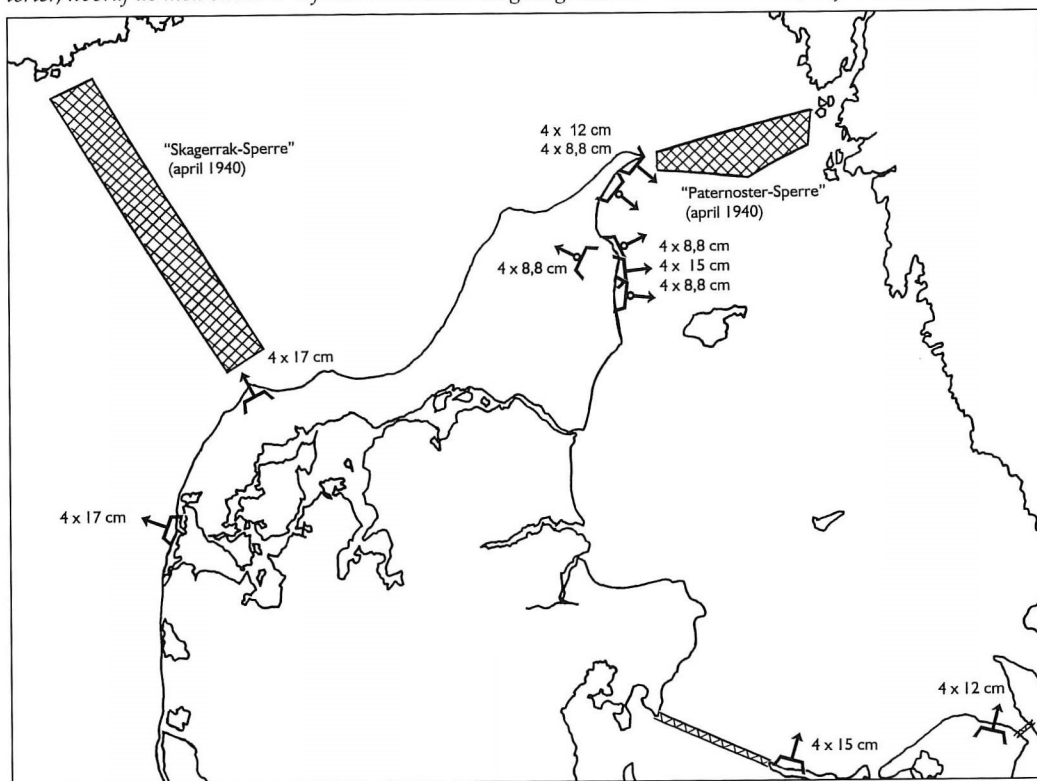 "Skagerrak-Sperre"
(april 1940)
4 x 12 cm
4 x 8,8 cm
"Paternoster-Sperre"
(april 1940)
4 x 8,8 cm
4 x 8,8 cm
4 x 15 cm
4 x 8,8 cm
4 x 17 cm
4 x 17 cm
4 x 12 cm
4 x 15 cm